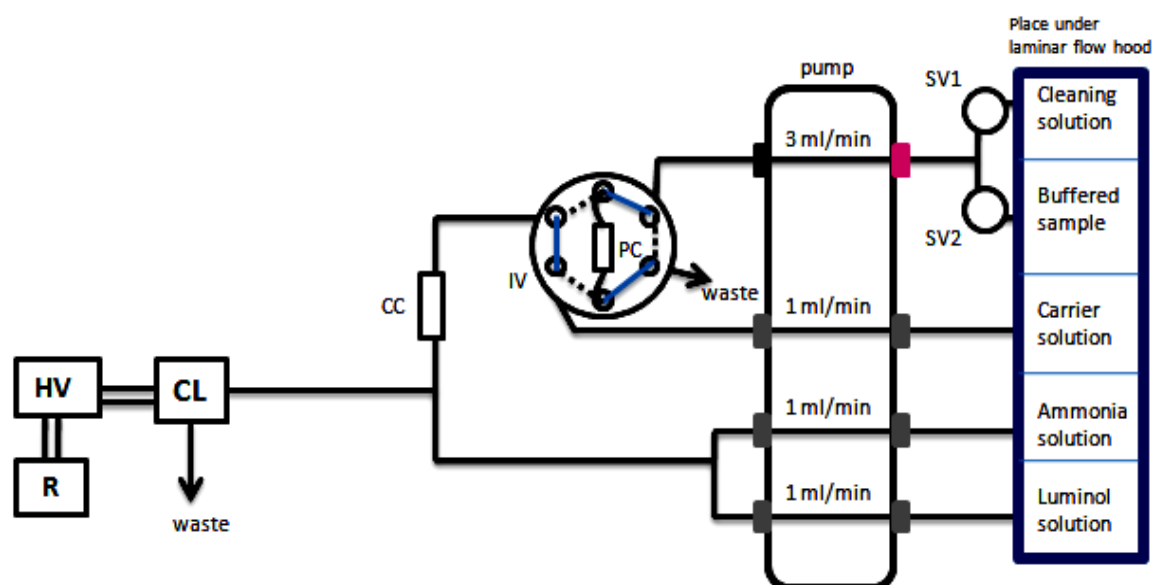 Place under
laminar flow hood
pump
SV1
Cleaning
solution
3 ml/min
Buffered
sample
SV2
PC
IV
waste
CC
1 ml/min
Carrier
solution
HV
CL
1 ml/min
Ammonia
solution
R
1 ml/min
Luminol
solution
waste